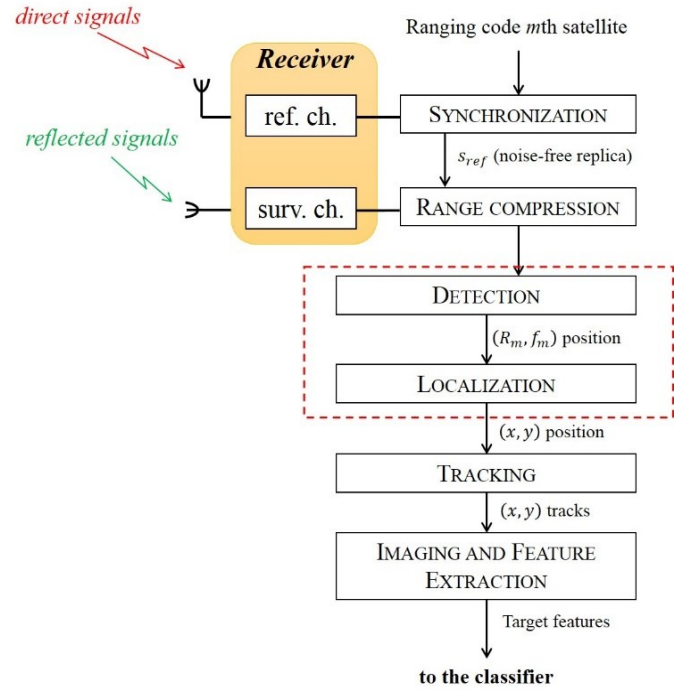 direct signals
Ranging code mth satellite
Receiver
ref. ch.
SYNCHRONIZATION
reflected signals
s_ref (noise-free replica)
surv. ch.
RANGE COMPRESSION
DETECTION
(R_m, f_m) position
LOCALIZATION
(x, y) position
TRACKING
(x, y) tracks
IMAGING AND FEATURE
EXTRACTION
Target features
to the classifier